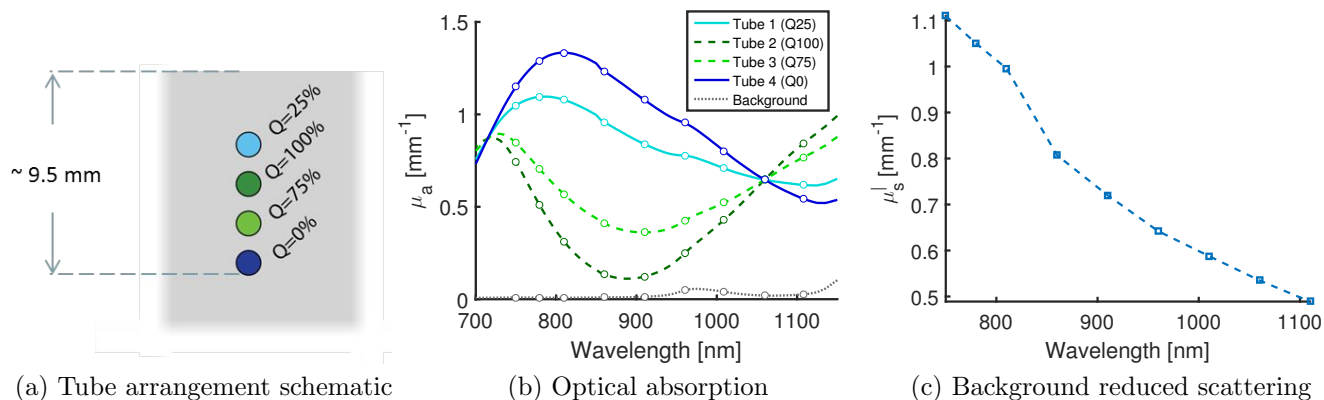 ~ 9.5 mm
Q=25%
Q=100%
Q=75%
Q=0%
(a) Tube arrangement schematic
1.5
1
0.5
0
μa [mm⁻¹]
700
800
900
1000
1100
Wavelength [nm]
Tube 1 (Q25)
Tube 2 (Q100)
Tube 3 (Q75)
Tube 4 (Q0)
Background
(b) Optical absorption
1.1
1
0.9
0.8
0.7
0.6
0.5
μs| [mm⁻¹]
800
900
1000
1100
Wavelength [nm]
(c) Background reduced scattering